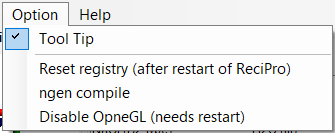 Option Help
Tool Tip
Reset registry (after restart of ReciPro)
ngen compile
Disable OpneGL (needs restart)